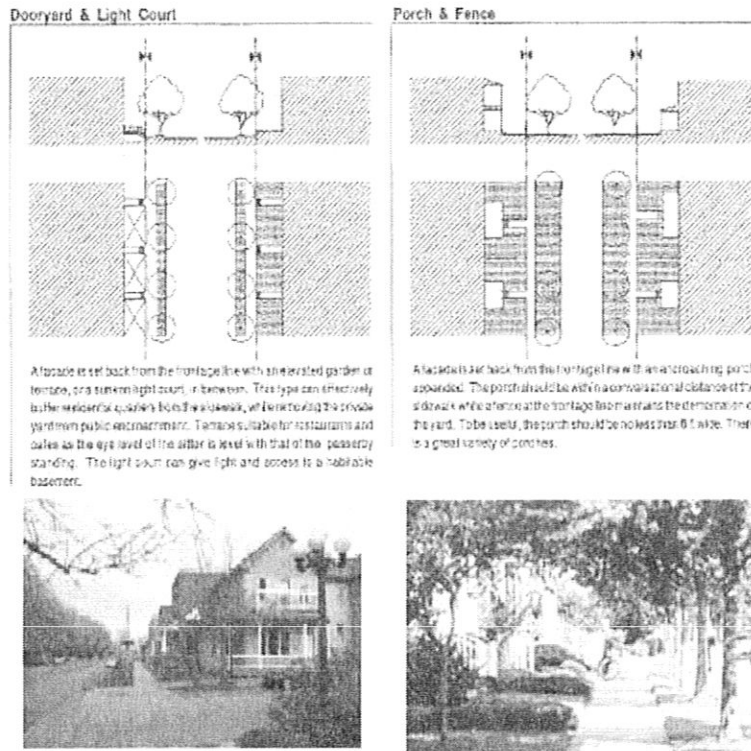 Dooryard & Light Court
A facade is set back from the frontage line with an elevated garden or
terrace, or a sunken light court, in between. This type can effectively
buffer residential quarters from the sidewalk, while removing the private
yard from public encroachment. Terrace suitable for restaurants and
cafes as the eye level of the sitter is level with that of the passerby
standing. The light court can give light and access to a habitable
basement.
Porch & Fence
A facade is set back from the frontage line with an encroaching porch
appended. The porch should be within a conversational distance of the
sidewalk while a fence at the frontage line maintains the demarcation of
the yard. To be useful, the porch should be no less than wide. There
is a great variety of porches.